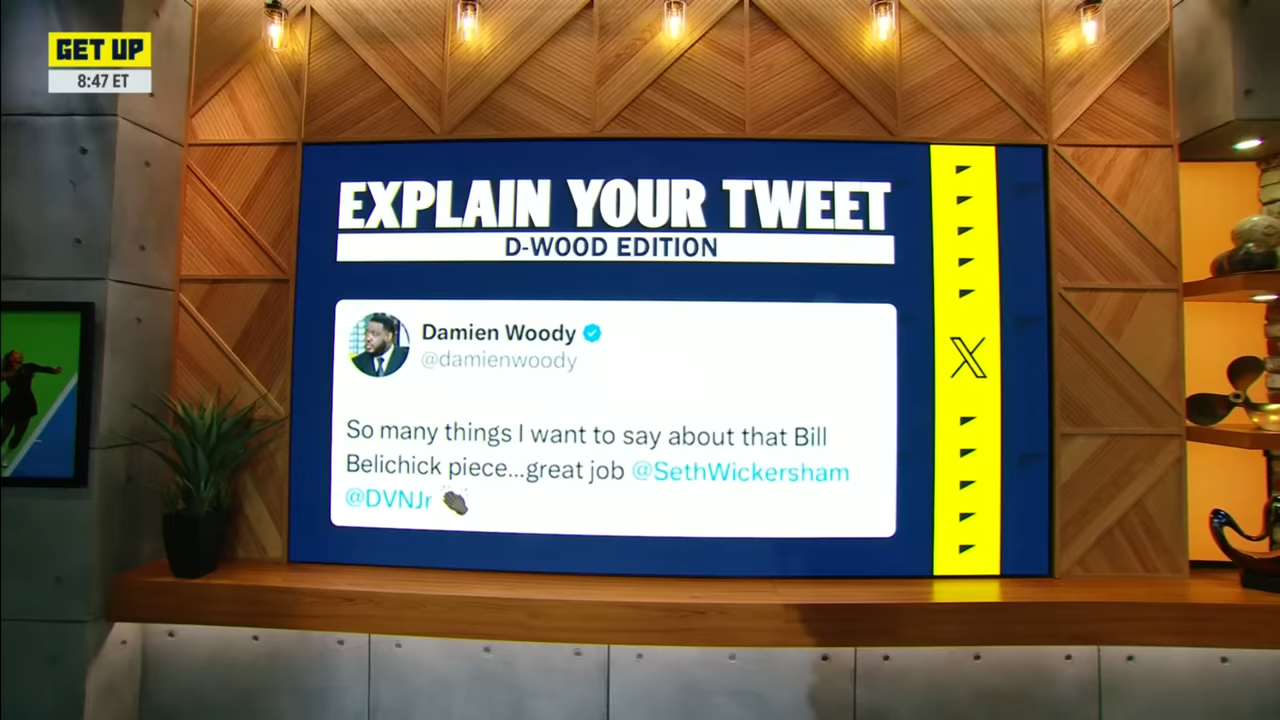 GET UP
8:47 ET
EXPLAIN YOUR TWEET
D-WOOD EDITION
Damien Woody
@damienwoody
X
So many things I want to say about that Bill
Belichick piece...great job @SethWickersham
@DVNJr